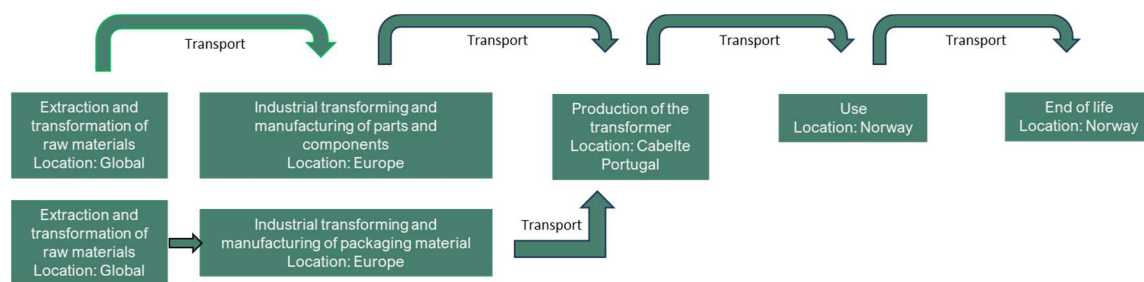 Transport
Transport
Transport
Transport
Extraction and
transformation of
raw materials
Location: Global
Industrial transforming and
manufacturing of parts and
components
Location: Europe
Production of the
transformer
Location: Cabelte
Portugal
Use
Location: Norway
End of life
Location: Norway
Extraction and
transformation of
raw materials
Location: Global
Industrial transforming and
manufacturing of packaging material
Location: Europe
Transport